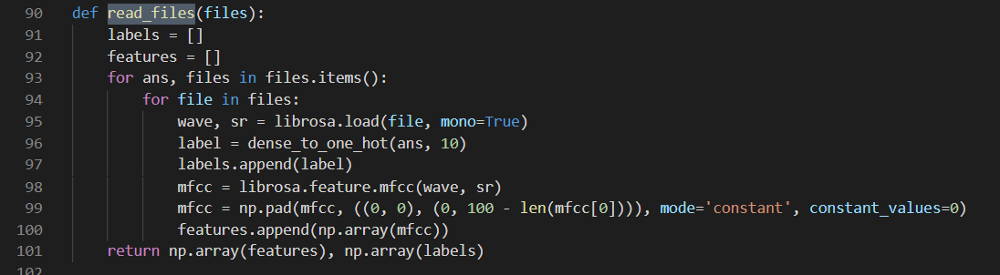 90 def read_files(files):
91 labels = []
92 features = []
93 for ans, files in files.items():
94 for file in files:
95 wave, sr = librosa.load(file, mono=True)
96 label = dense_to_one_hot(ans, 10)
97 labels.append(label)
98 mfcc = librosa.feature.mfcc(wave, sr)
99 mfcc = np.pad(mfcc, ((0, 0), (0, 100 - len(mfcc[0]))), mode='constant', constant_values=0)
100 features.append(np.array(mfcc))
101 return np.array(features), np.array(labels)
102